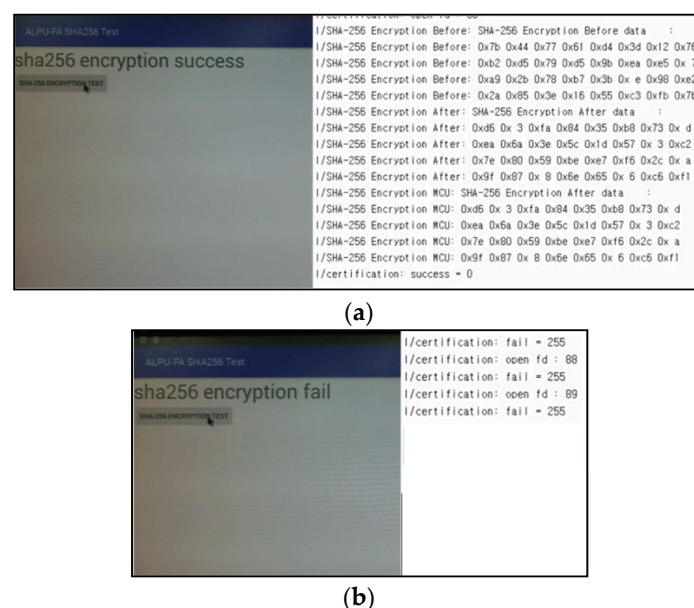 ALPU-FA SHA256 Test
sha256 encryption success
SHA-256 ENCRYPTION TEST
I/SHA-256 Encryption Before: SHA-256 Encryption Before data :
I/SHA-256 Encryption Before: 0x7b 0x44 0x77 0x61 0xd4 0x3d 0x12 0x76
I/SHA-256 Encryption Before: 0xb2 0xd5 0x79 0xd5 0x9b 0xea 0xe5 0x
I/SHA-256 Encryption Before: 0xa9 0x2b 0x78 0xb7 0x3b 0x e 0x98 0xe2
I/SHA-256 Encryption Before: 0x2a 0x85 0x3e 0x16 0x55 0xc3 0xfb 0x7b
I/SHA-256 Encryption After: SHA-256 Encryption After data :
I/SHA-256 Encryption After: 0xd6 0x 3 0xfa 0x84 0x35 0xb8 0x73 0x d
I/SHA-256 Encryption After: 0xea 0x6a 0x3e 0x5c 0x1d 0x57 0x 3 0xc2
I/SHA-256 Encryption After: 0x7e 0x80 0x59 0xbe 0xe7 0xf6 0x2c 0x a
I/SHA-256 Encryption After: 0x9f 0x87 0x 8 0x6e 0x65 0x 6 0xc6 0xf1
I/SHA-256 Encryption MCU: SHA-256 Encryption After data :
I/SHA-256 Encryption MCU: 0xd6 0x 3 0xfa 0x84 0x35 0xb8 0x73 0x d
I/SHA-256 Encryption MCU: 0xea 0x6a 0x3e 0x5c 0x1d 0x57 0x 3 0xc2
I/SHA-256 Encryption MCU: 0x7e 0x80 0x59 0xbe 0xe7 0xf6 0x2c 0x a
I/SHA-256 Encryption MCU: 0x9f 0x87 0x 8 0x6e 0x65 0x 6 0xc6 0xf1
I/certification: success = 0
(a)
ALPU-FA SHA256 Test
sha256 encryption fail
SHA-256 ENCRYPTION TEST
I/certification: fail = 255
I/certification: open fd : 88
I/certification: fail = 255
I/certification: open fd : 89
I/certification: fail = 255
(b)